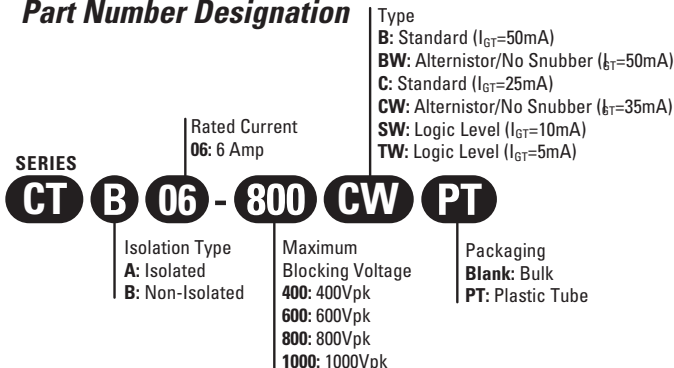 Part Number Designation
Type
B: Standard (IGT=50mA)
BW: Alternistor/No Snubber (IGT=50mA)
C: Standard (IGT=25mA)
CW: Alternistor/No Snubber (IGT=35mA)
SW: Logic Level (IGT=10mA)
TW: Logic Level (IGT=5mA)
Rated Current
06: 6 Amp
SERIES
CT B 06 - 800 CW PT
Isolation Type
A: Isolated
B: Non-Isolated
Maximum
Blocking Voltage
400: 400Vpk
600: 600Vpk
800: 800Vpk
1000: 1000Vpk
Packaging
Blank: Bulk
PT: Plastic Tube